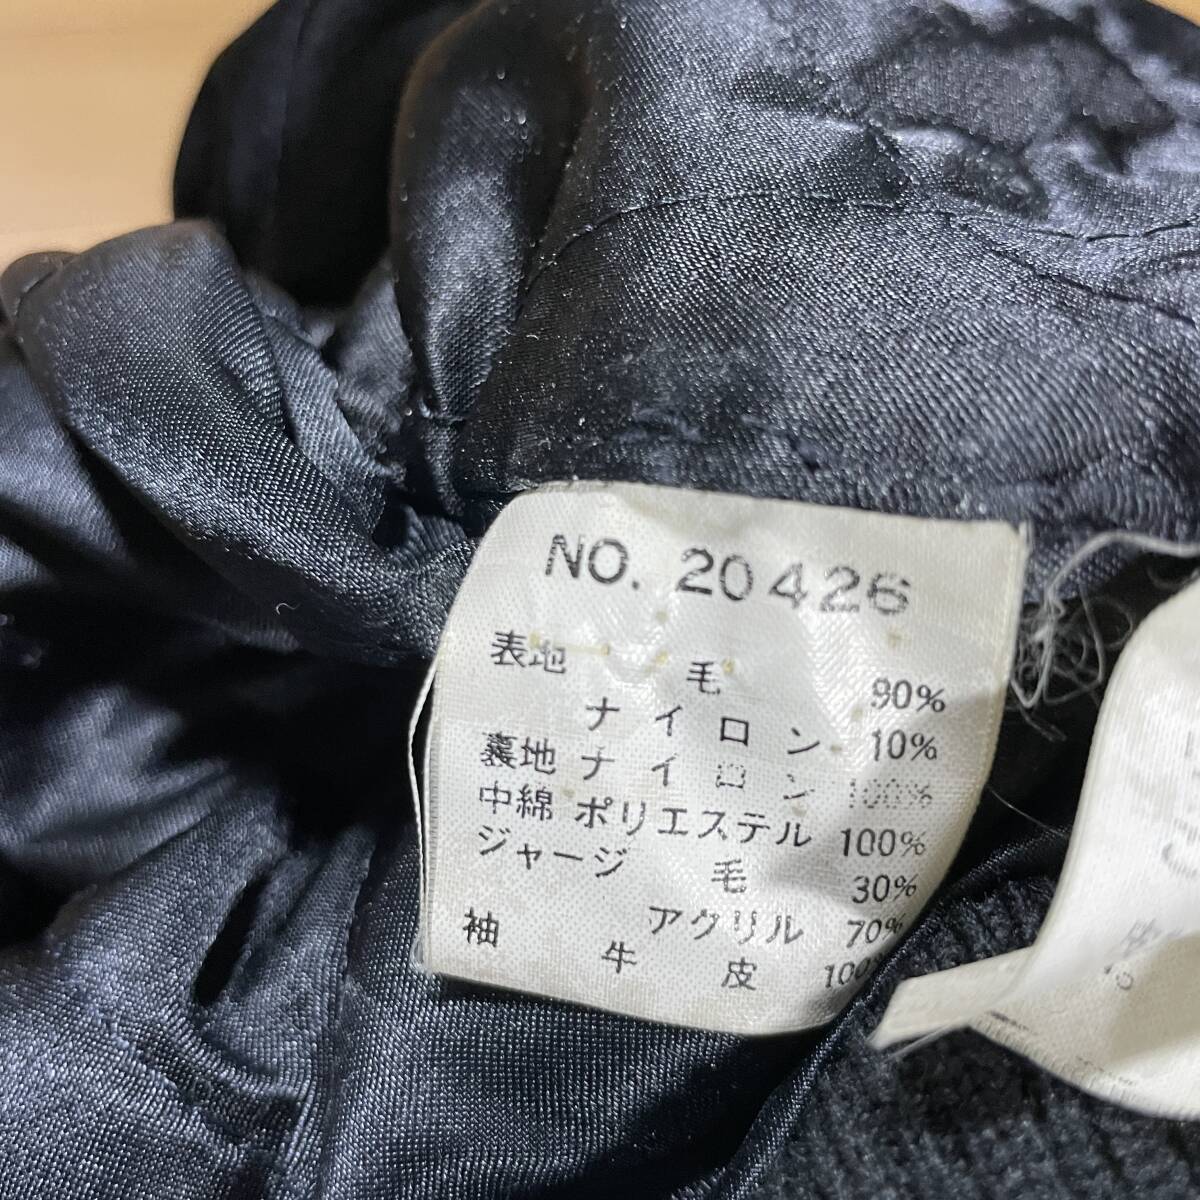 NO. 20426
表地 毛 90%
ナイロン 10%
裏地 ナイロン 100%
中綿 ポリエステル 100%
ジャージ 毛 30%
アクリル 70%
袖 牛皮 100%